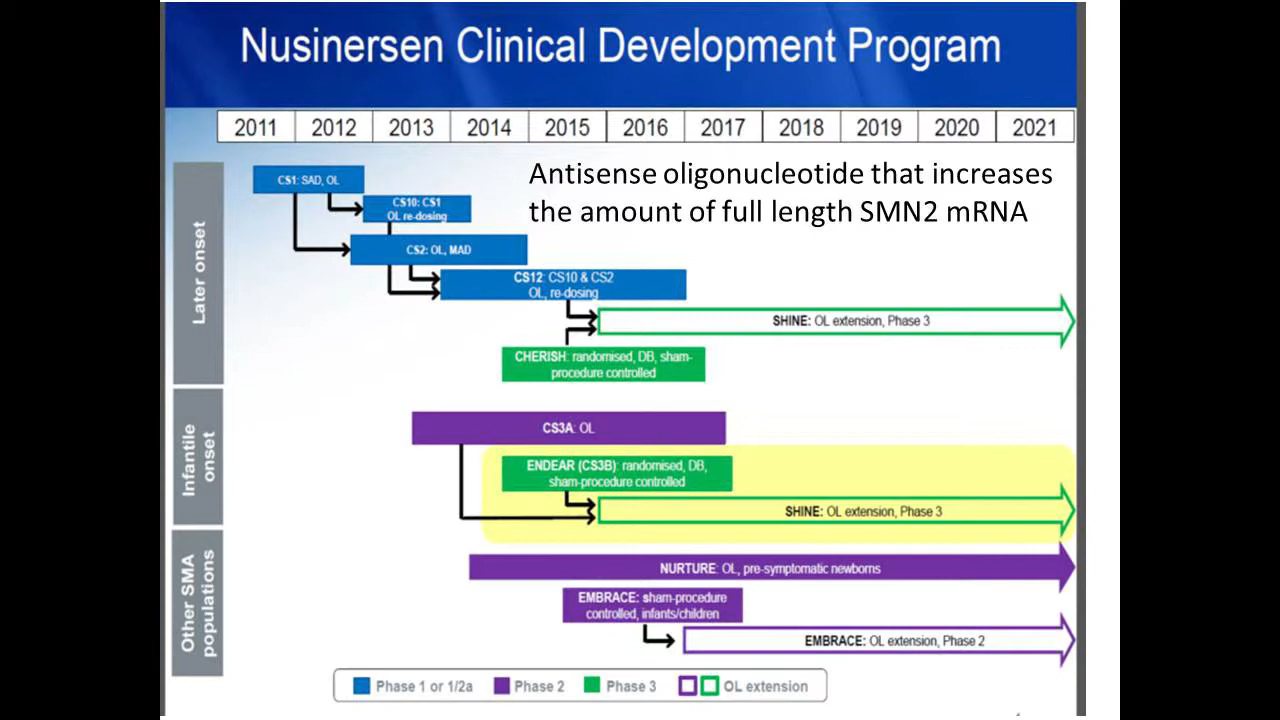 Nusinersen Clinical Development Program
2011 2012 2013 2014 2015 2016 2017 2018 2019 2020 2021
Antisense oligonucleotide that increases
the amount of full length SMN2 mRNA
Later onset
CS1: SAD, OL
CS10: CS1
OL re-dosing
CS2: OL, MAD
CS12: CS10 & CS2
OL, re-dosing
SHINE: OL extension, Phase 3
CHERISH: randomised, DB, sham-
procedure controlled
Infantile
onset
CS3A: OL
ENDEAR (CS3B): randomised, DB,
sham-procedure controlled
SHINE: OL extension, Phase 3
Other SMA
populations
NURTURE: OL, pre-symptomatic newborns
EMBRACE: sham-procedure
controlled, infants/children
EMBRACE: OL extension, Phase 2
Phase 1 or 1/2a Phase 2 Phase 3 OL extension